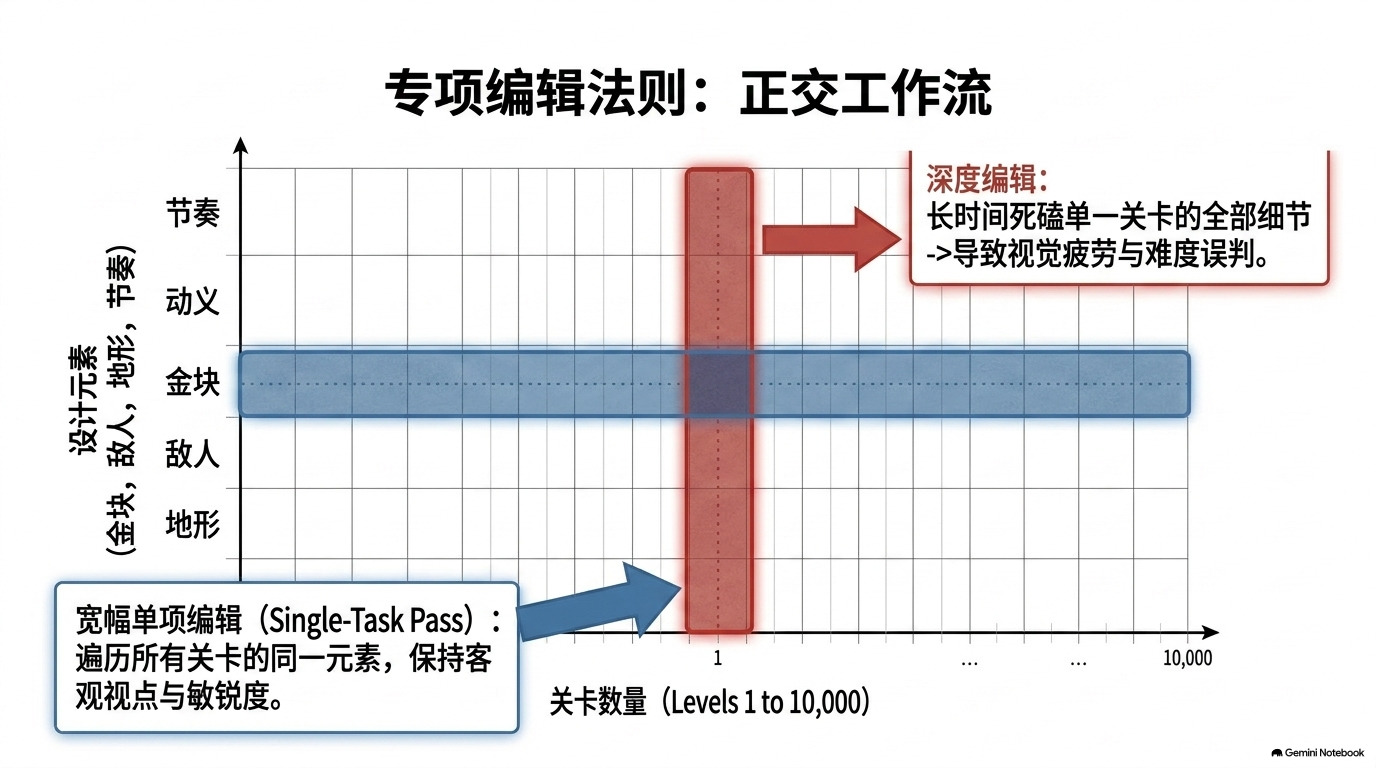 专项编辑法则：正交工作流
深度编辑：
长时间死磕单一关卡的全部细节
->导致视觉疲劳与难度误判。
设计元素
（金块，敌人，地形，节奏）
节奏
动义
金块
敌人
地形
宽幅单项编辑（Single-Task Pass）：
遍历所有关卡的同一元素，保持客
观视点与敏锐度。
1
...
...
10,000
关卡数量（Levels 1 to 10,000）
Gemini Notebook